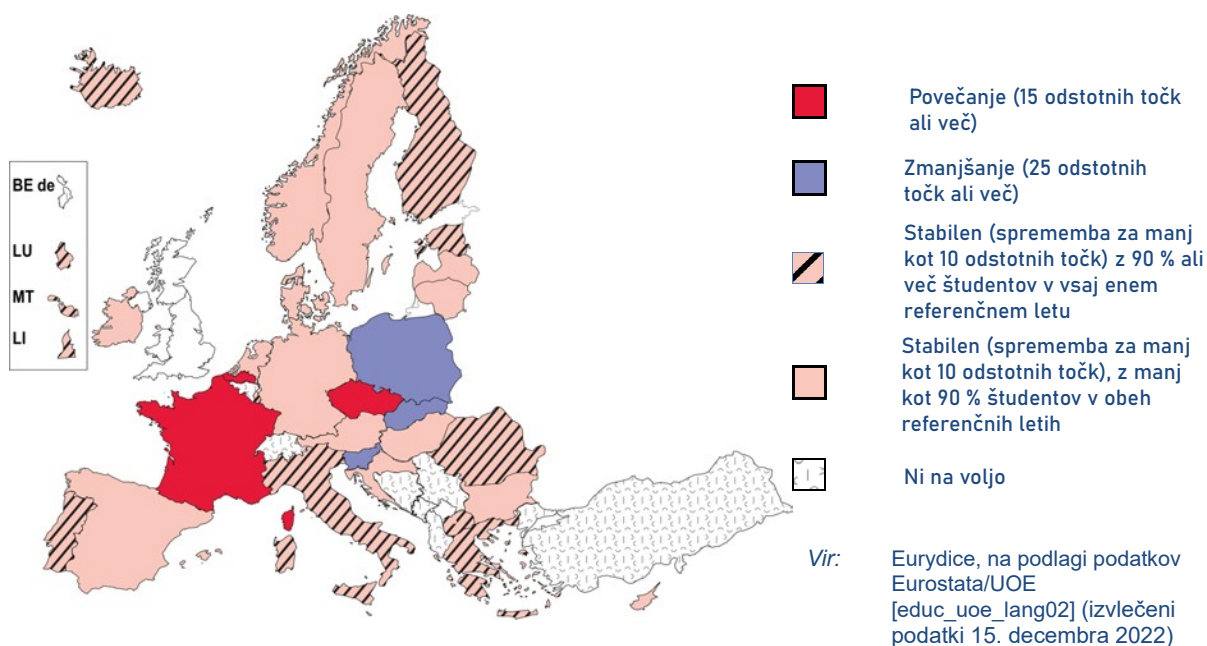 BE de
LU
MT
LI
Povečanje (15 odstotnih točk
ali več)
Zmanjšanje (25 odstotnih
točk ali več)
Stabilen (sprememba za manj
kot 10 odstotnih točk) z 90 % ali
več študentov v vsaj enem
referenčnem letu
Stabilen (sprememba za manj
kot 10 odstotnih točk), z manj
kot 90 % študentov v obeh
referenčnih letih
Ni na voljo
Vir: Eurydice, na podlagi podatkov
Eurostata/UOE
[educ_uoe_lang02] (izvlečeni
podatki 15. decembra 2022)